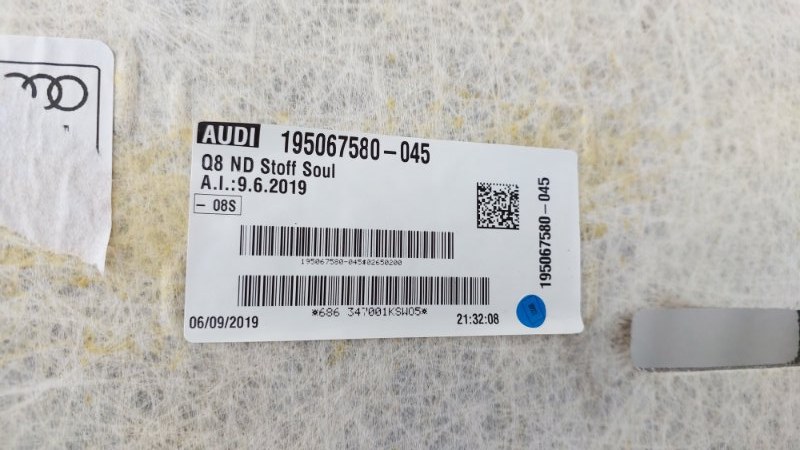 AUDI 195067580-045
Q8 ND Stoff Soul
A.I.:9.6.2019
- 08S
195067580-045#02650200
*686 347001KSW05*
06/09/2019 21:32:08
195067580-045